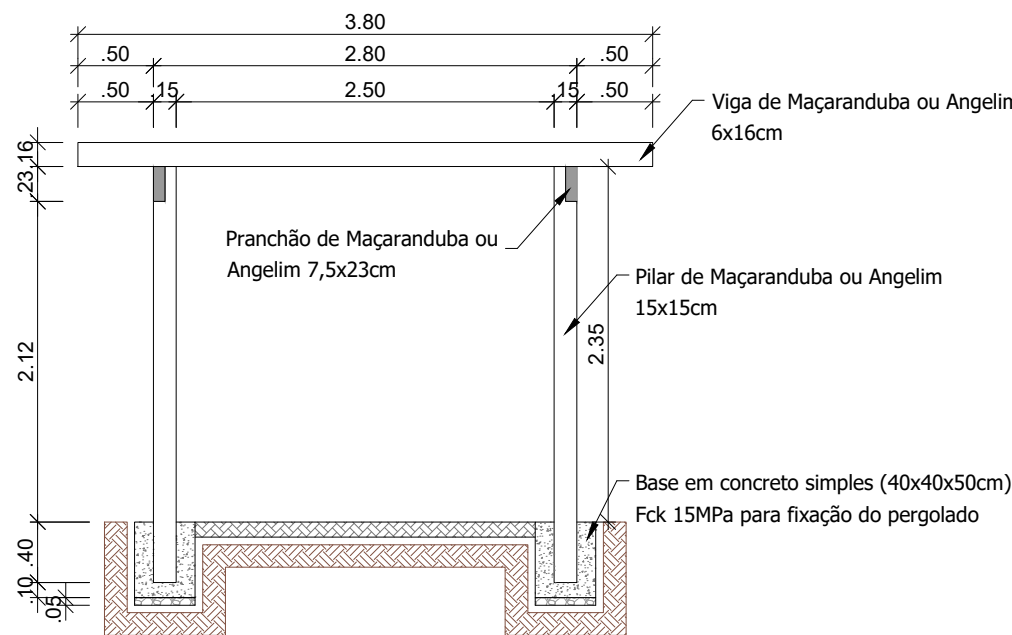 3.80
.50 2.80 .50
.50 .15 2.50 .15 .50
.16
.23
2.12
.40
.10
.05
2.35
Viga de Maçaranduba ou Angelim
6x16cm
Pranchão de Maçaranduba ou
Angelim 7,5x23cm
Pilar de Maçaranduba ou Angelim
15x15cm
Base em concreto simples (40x40x50cm)
Fck 15MPa para fixação do pergolado